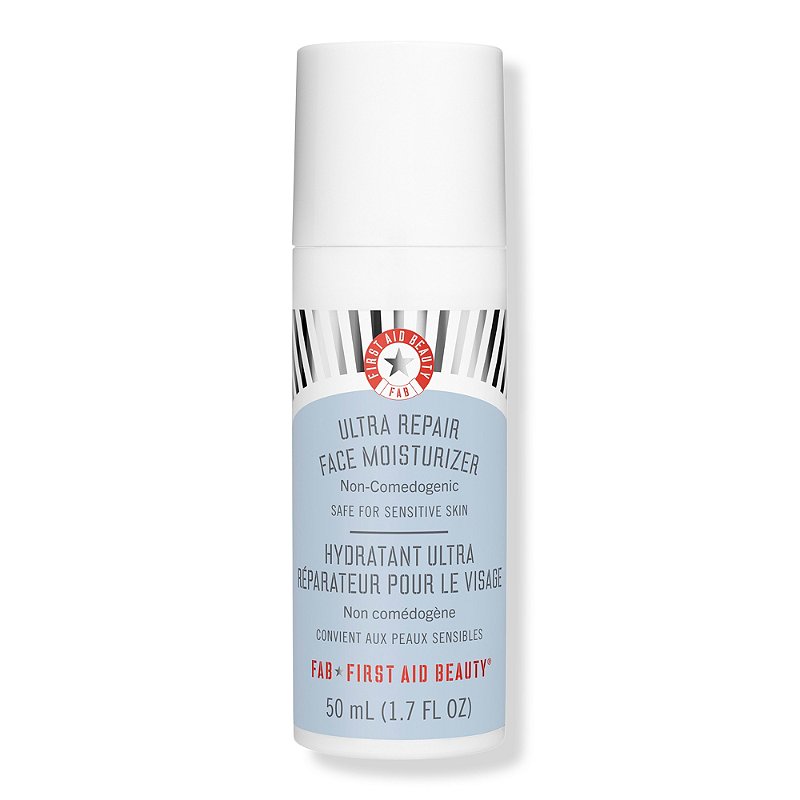 FIRST AID BEAUTY
FAB
ULTRA REPAIR
FACE MOISTURIZER
Non-Comedogenic
SAFE FOR SENSITIVE SKIN
HYDRATANT ULTRA
RÉPARATEUR POUR LE VISAGE
Non comédogène
CONVIENT AUX PEAUX SENSIBLES
FAB★FIRST AID BEAUTY®
50 mL (1.7 FL OZ)